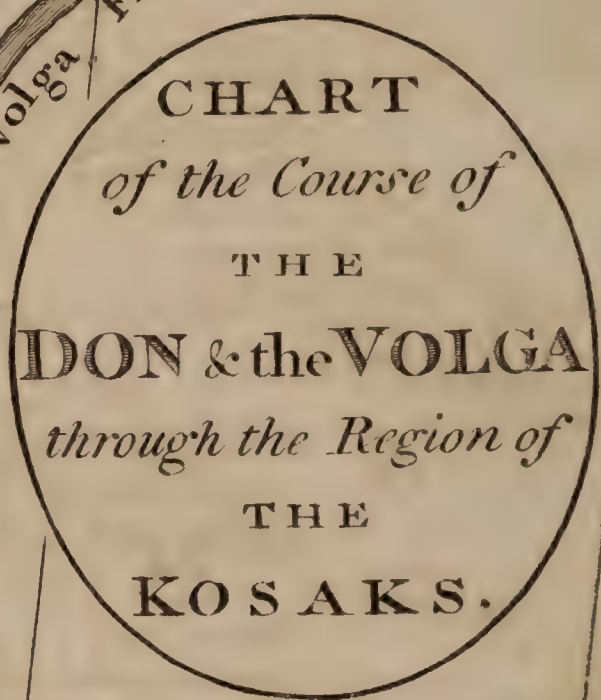 Volga
CHART
of the Course of
THE
DON & the VOLGA
through the Region of
THE
KOSAKS.